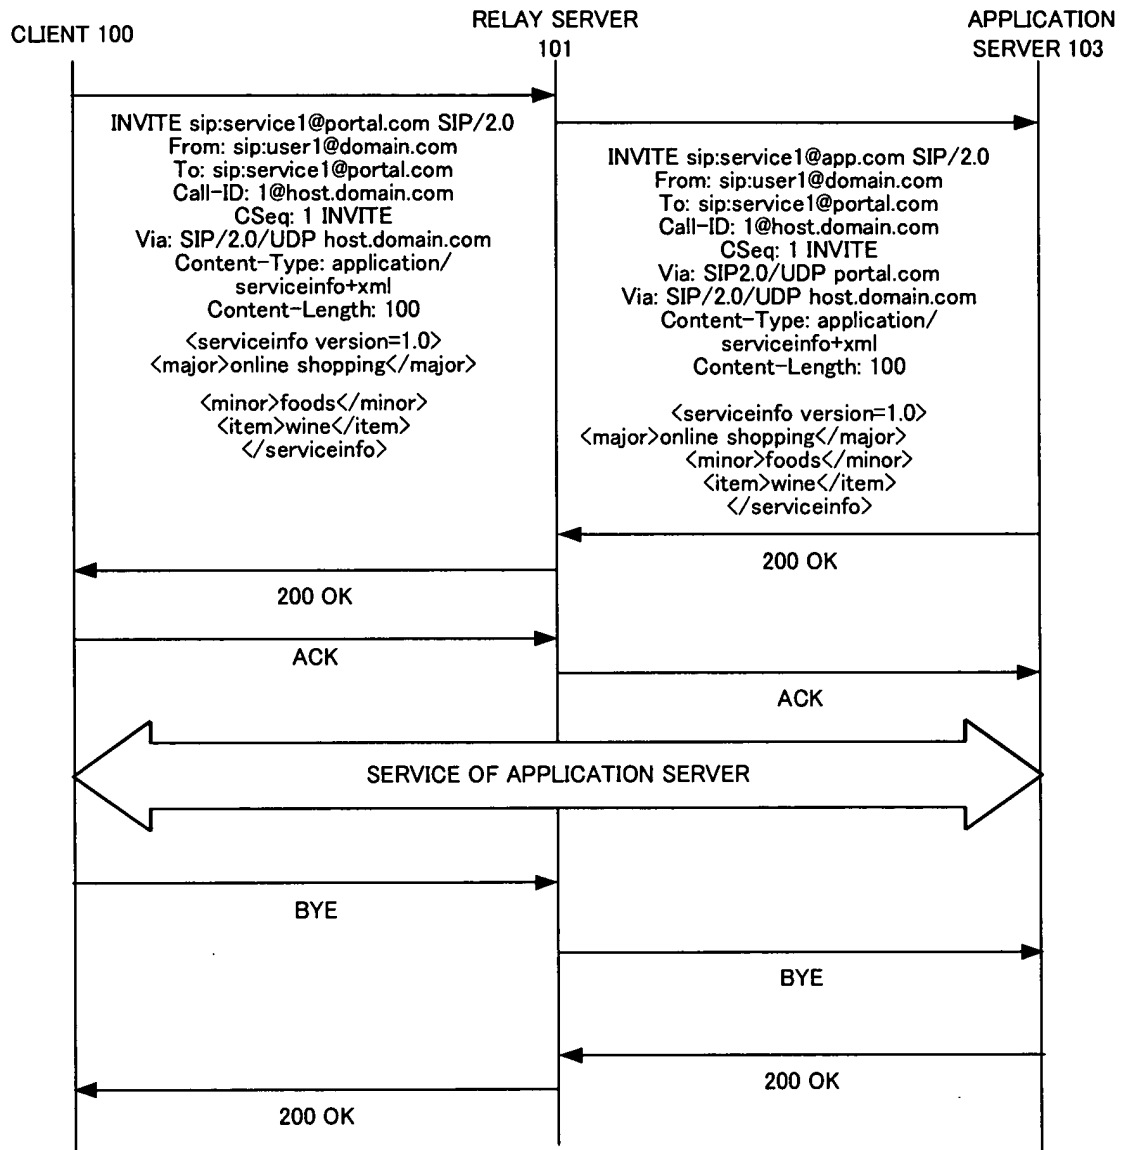 CLIENT 100
RELAY SERVER
101
APPLICATION
SERVER 103
INVITE sip:service1@portal.com SIP/2.0
From: sip:user1@domain.com
To: sip:service1@portal.com
Call-ID: 1@host.domain.com
CSeq: 1 INVITE
Via: SIP/2.0/UDP host.domain.com
Content-Type: application/
serviceinfo+xml
Content-Length: 100
<serviceinfo version=1.0>
<major>online shopping</major>
<minor>foods</minor>
<item>wine</item>
</serviceinfo>
INVITE sip:service1@app.com SIP/2.0
From: sip:user1@domain.com
To: sip:service1@portal.com
Call-ID: 1@host.domain.com
CSeq: 1 INVITE
Via: SIP2.0/UDP portal.com
Via: SIP/2.0/UDP host.domain.com
Content-Type: application/
serviceinfo+xml
Content-Length: 100
<serviceinfo version=1.0>
<major>online shopping</major>
<minor>foods</minor>
<item>wine</item>
</serviceinfo>
200 OK
200 OK
ACK
ACK
SERVICE OF APPLICATION SERVER
BYE
BYE
200 OK
200 OK